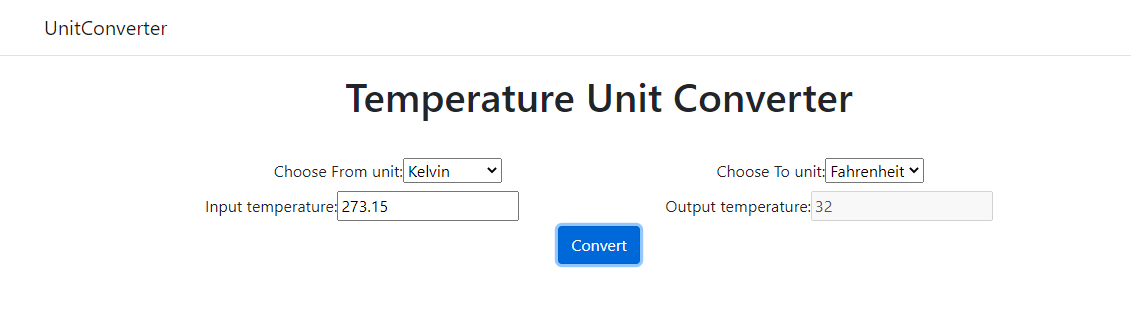 UnitConverter
Temperature Unit Converter
Choose From unit: Kelvin
Choose To unit: Fahrenheit
Input temperature: 273.15
Output temperature: 32
Convert